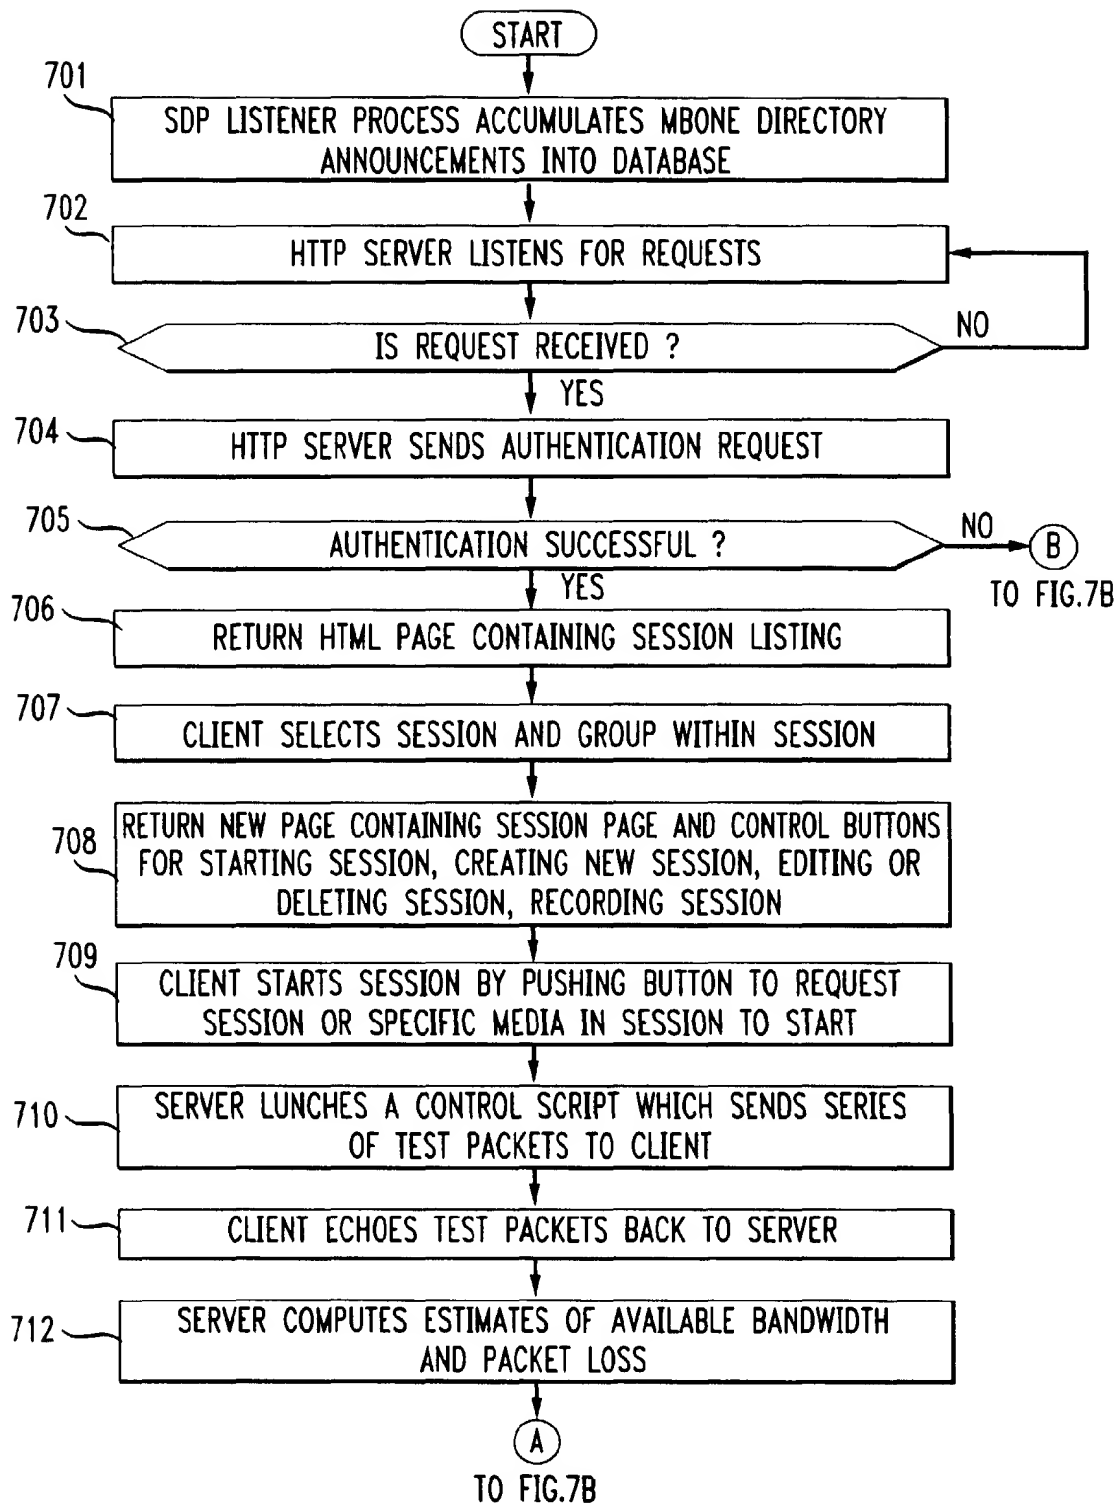 START
701
SDP LISTENER PROCESS ACCUMULATES MBONE DIRECTORY
ANNOUNCEMENTS INTO DATABASE
702
HTTP SERVER LISTENS FOR REQUESTS
703
IS REQUEST RECEIVED ?
NO
YES
704
HTTP SERVER SENDS AUTHENTICATION REQUEST
705
AUTHENTICATION SUCCESSFUL ?
NO
B
TO FIG.7B
YES
706
RETURN HTML PAGE CONTAINING SESSION LISTING
707
CLIENT SELECTS SESSION AND GROUP WITHIN SESSION
708
RETURN NEW PAGE CONTAINING SESSION PAGE AND CONTROL BUTTONS
FOR STARTING SESSION, CREATING NEW SESSION, EDITING OR
DELETING SESSION, RECORDING SESSION
709
CLIENT STARTS SESSION BY PUSHING BUTTON TO REQUEST
SESSION OR SPECIFIC MEDIA IN SESSION TO START
710
SERVER LUNCHES A CONTROL SCRIPT WHICH SENDS SERIES
OF TEST PACKETS TO CLIENT
711
CLIENT ECHOES TEST PACKETS BACK TO SERVER
712
SERVER COMPUTES ESTIMATES OF AVAILABLE BANDWIDTH
AND PACKET LOSS
A
TO FIG.7B